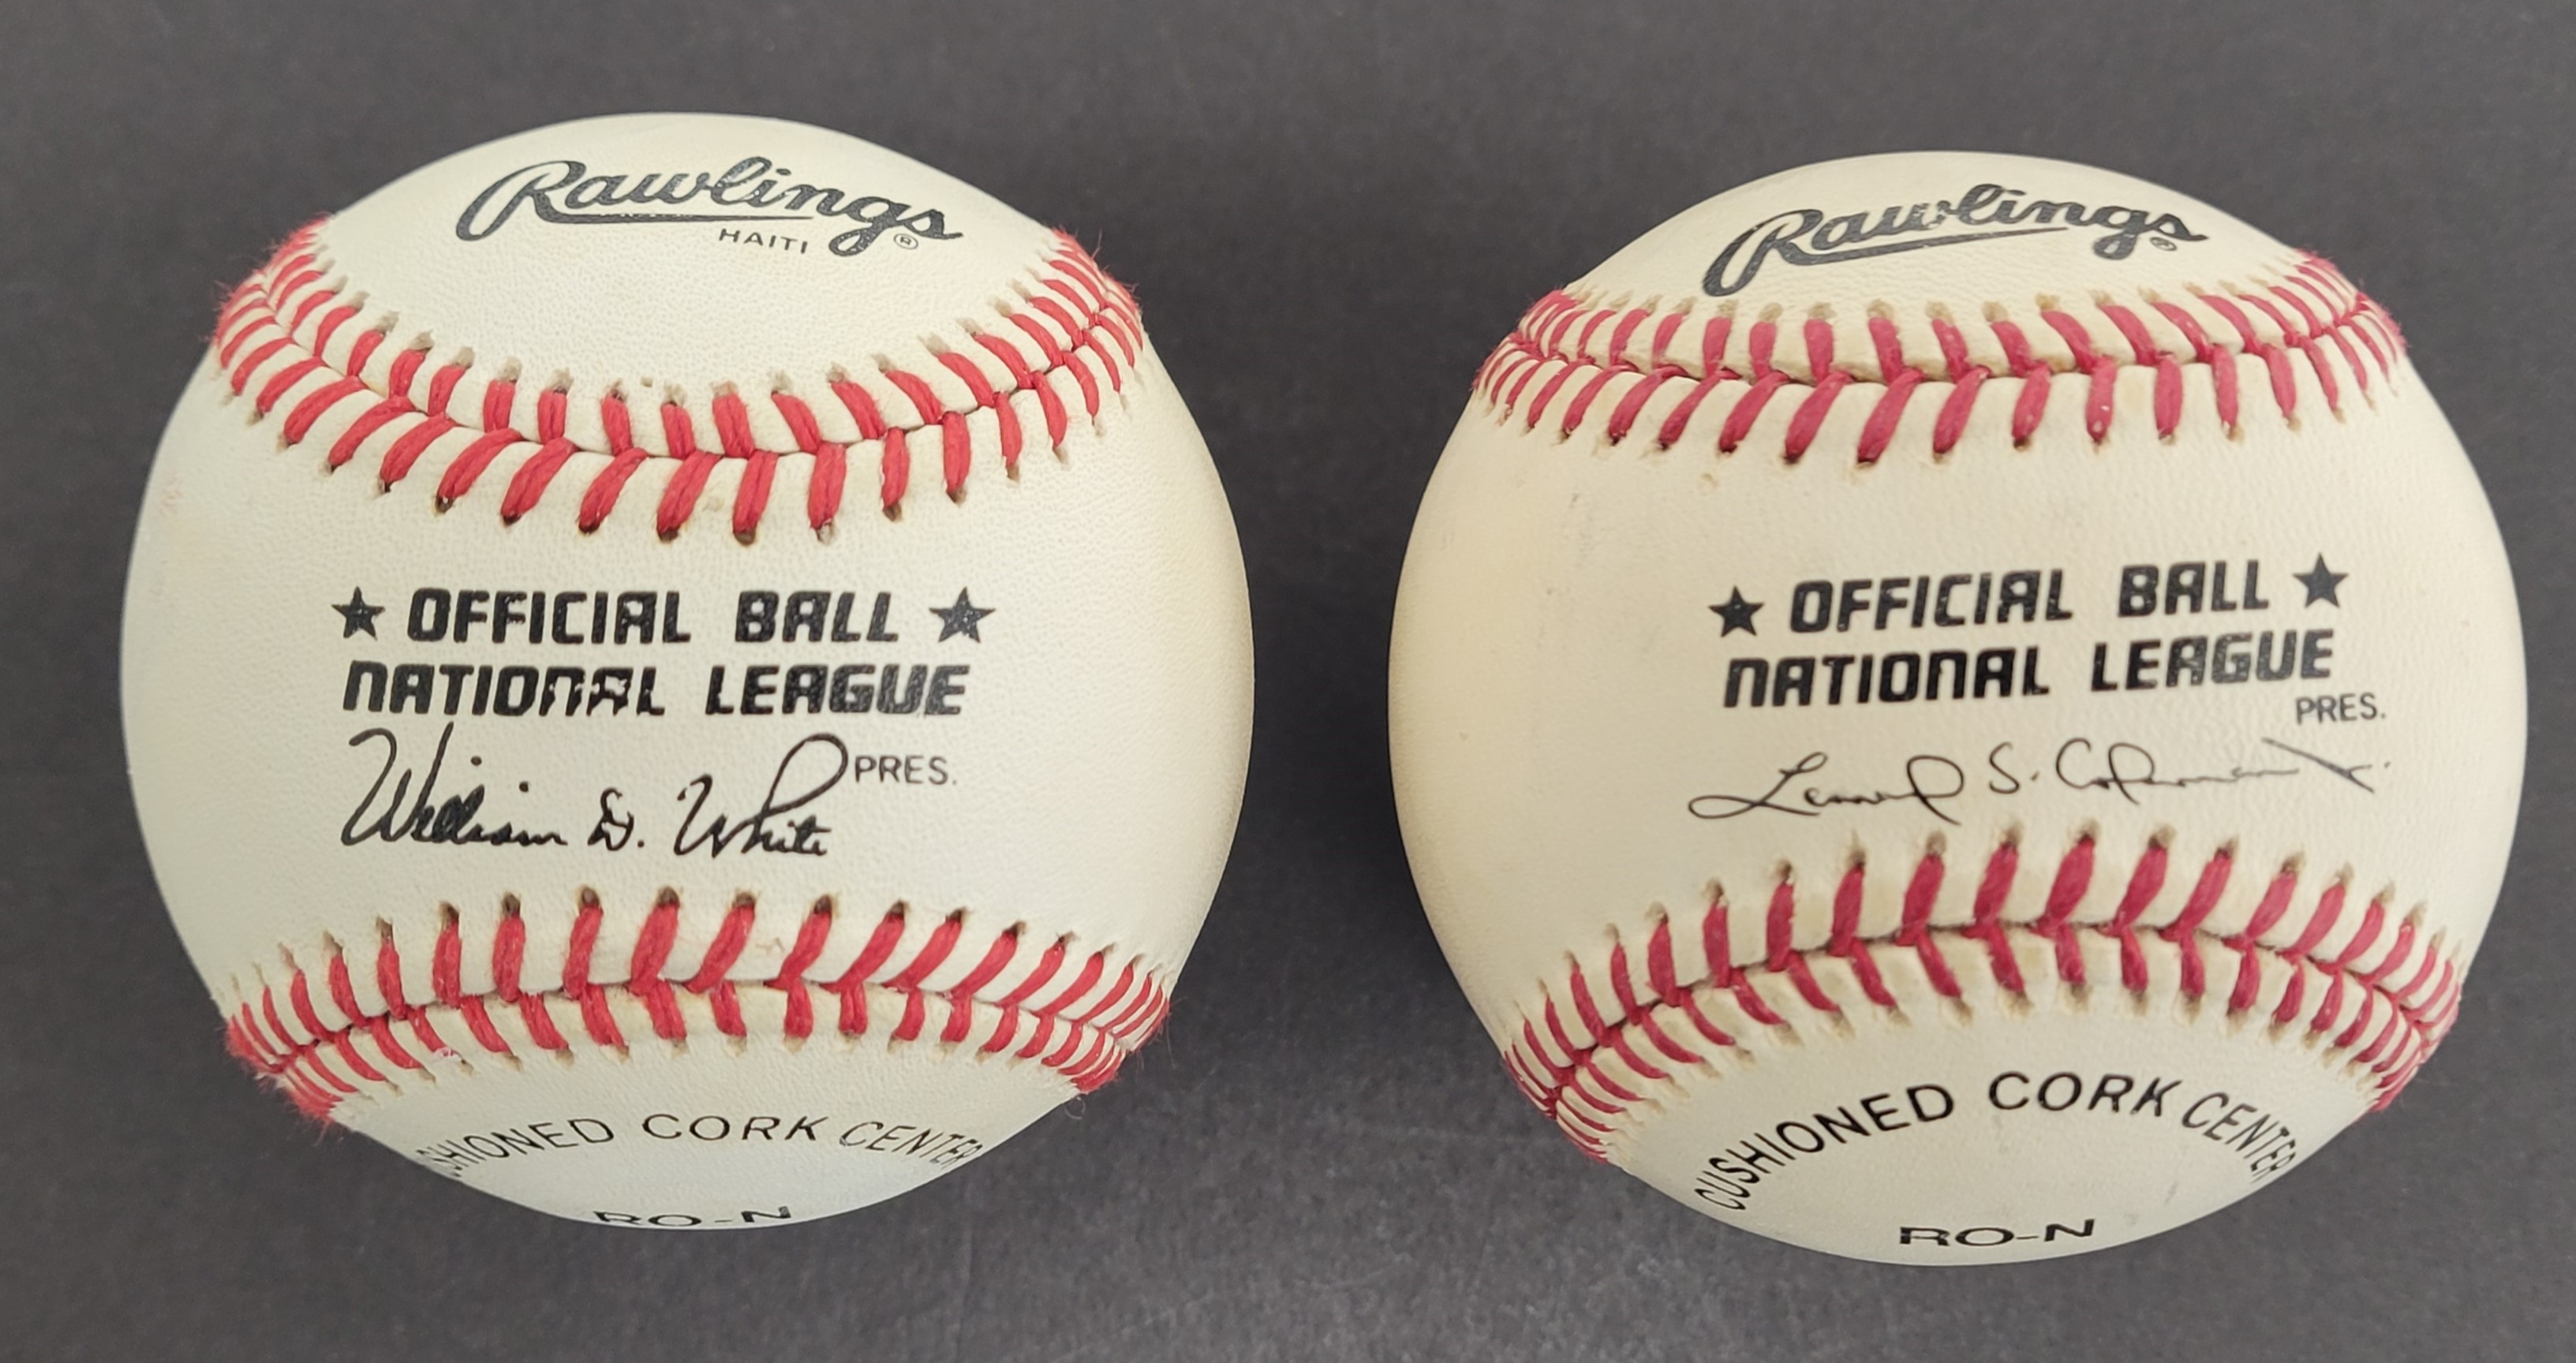 Rawlings ®
HAITI
★ OFFICIAL BALL ★
NATIONAL LEAGUE
PRES.
William D. White
CUSHIONED CORK CENTER
RO-N
Rawlings ®
★ OFFICIAL BALL ★
NATIONAL LEAGUE
PRES.
Leonard S. Coleman Jr.
CUSHIONED CORK CENTER
RO-N